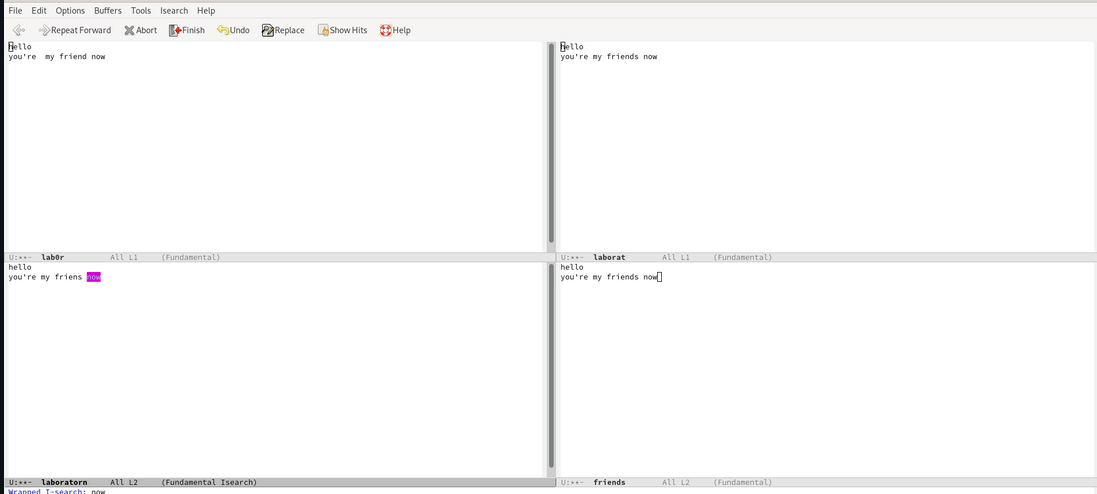 File Edit Options Buffers Tools Isearch Help
Repeat Forward Abort Finish Undo Replace Show Hits Help
hello
you're  my friend now
U:**-  lab0r  All L1  (Fundamental)
hello
you're my friends now
U:**-  laborat  All L1  (Fundamental)
hello
you're my friens now
U:**-  laboratorn  All L2  (Fundamental Isearch)
hello
you're my friends now
U:**-  friends  All L2  (Fundamental)
Wrapped I-search: now